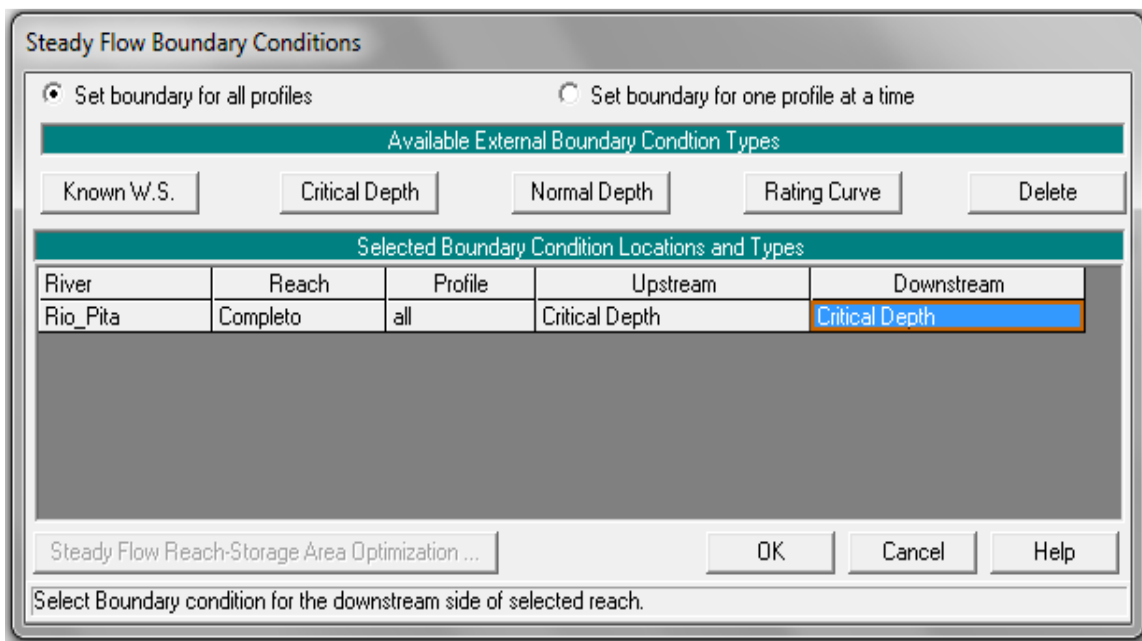 Steady Flow Boundary Conditions
Set boundary for all profiles Set boundary for one profile at a time
Available External Boundary Condtion Types
Known W.S. Critical Depth Normal Depth Rating Curve Delete
Selected Boundary Condition Locations and Types
River Reach Profile Upstream Downstream
Rio_Pita Completo all Critical Depth Critical Depth
Steady Flow Reach-Storage Area Optimization ... OK Cancel Help
Select Boundary condition for the downstream side of selected reach.